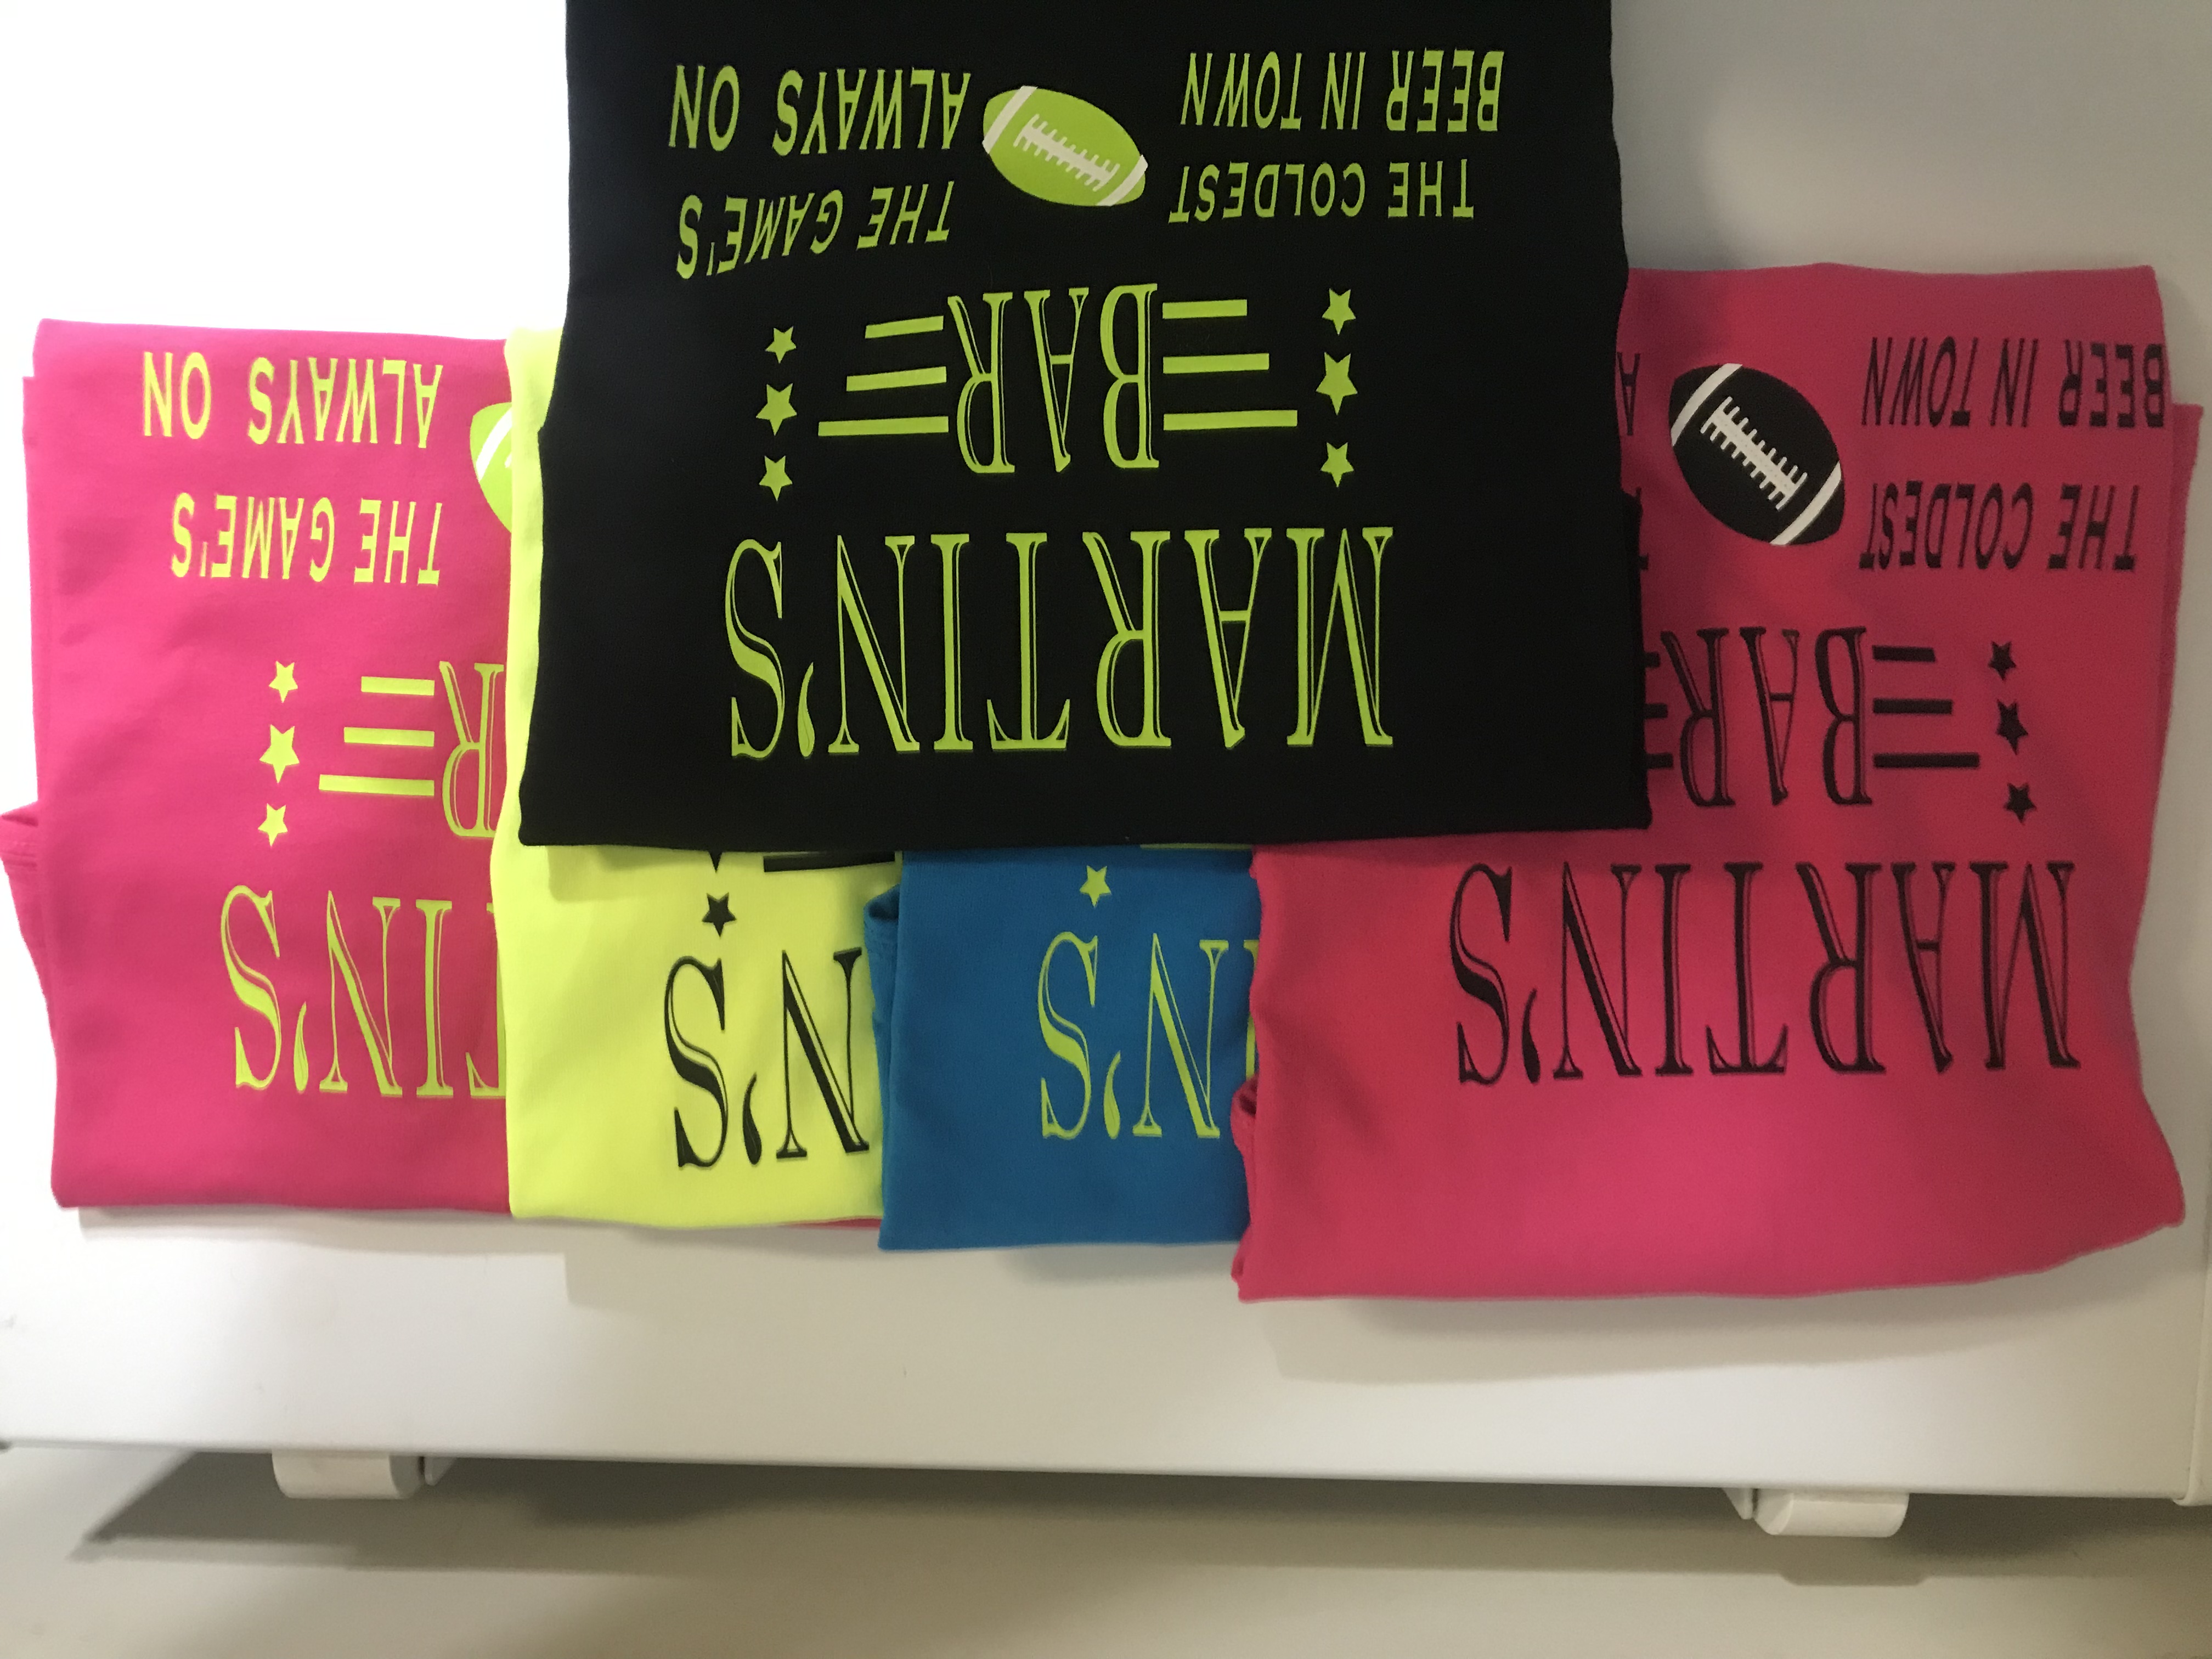 MARTIN'S
BAR
THE COLDEST
BEER IN TOWN
THE GAME'S
ALWAYS ON
MARTIN'S
BAR
THE COLDEST
BEER IN TOWN
N'S
N'S
TIN'S
R
THE GAME'S
ALWAYS ON